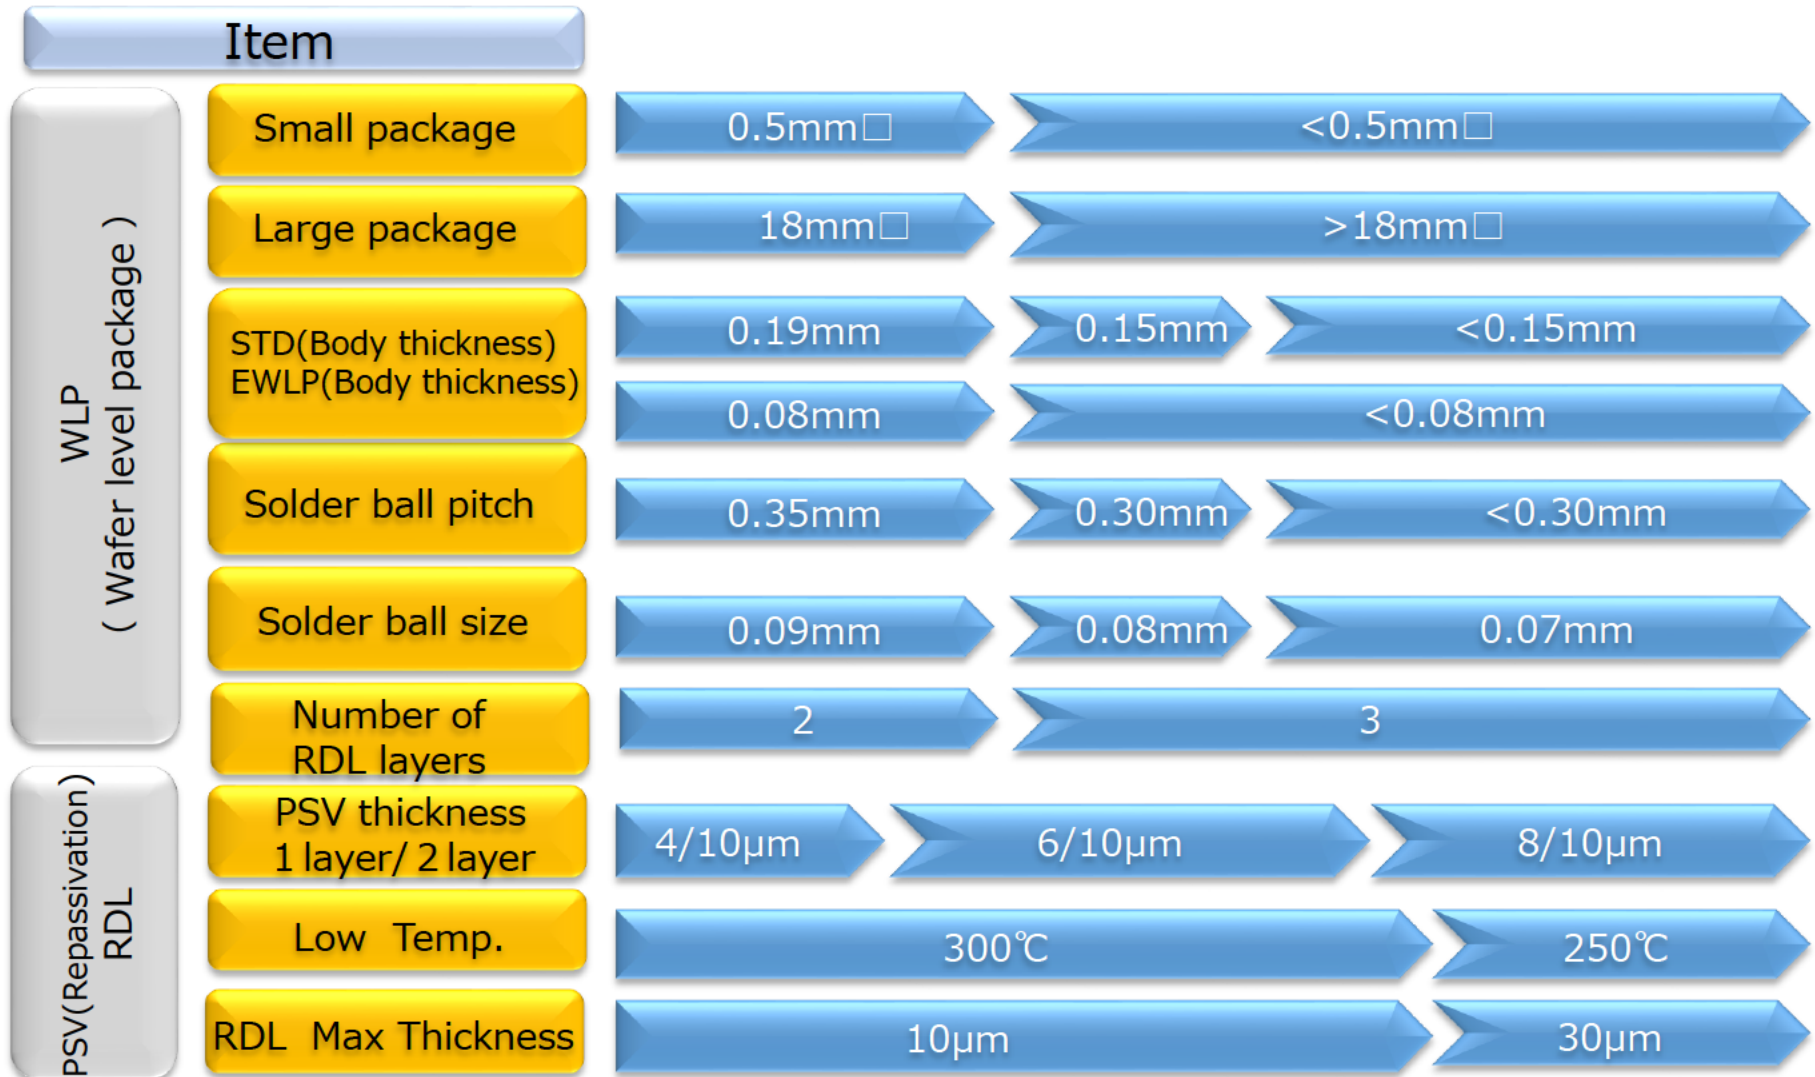 Item
WLP
( Wafer level package )
Small package
0.5mm□
<0.5mm□
Large package
18mm□
>18mm□
STD(Body thickness)
EWLP(Body thickness)
0.19mm
0.15mm
<0.15mm
0.08mm
<0.08mm
Solder ball pitch
0.35mm
0.30mm
<0.30mm
Solder ball size
0.09mm
0.08mm
0.07mm
Number of
RDL layers
2
3
PSV(Repassivation)
RDL
PSV thickness
1 layer/ 2 layer
4/10μm
6/10μm
8/10μm
Low Temp.
300℃
250℃
RDL Max Thickness
10μm
30μm